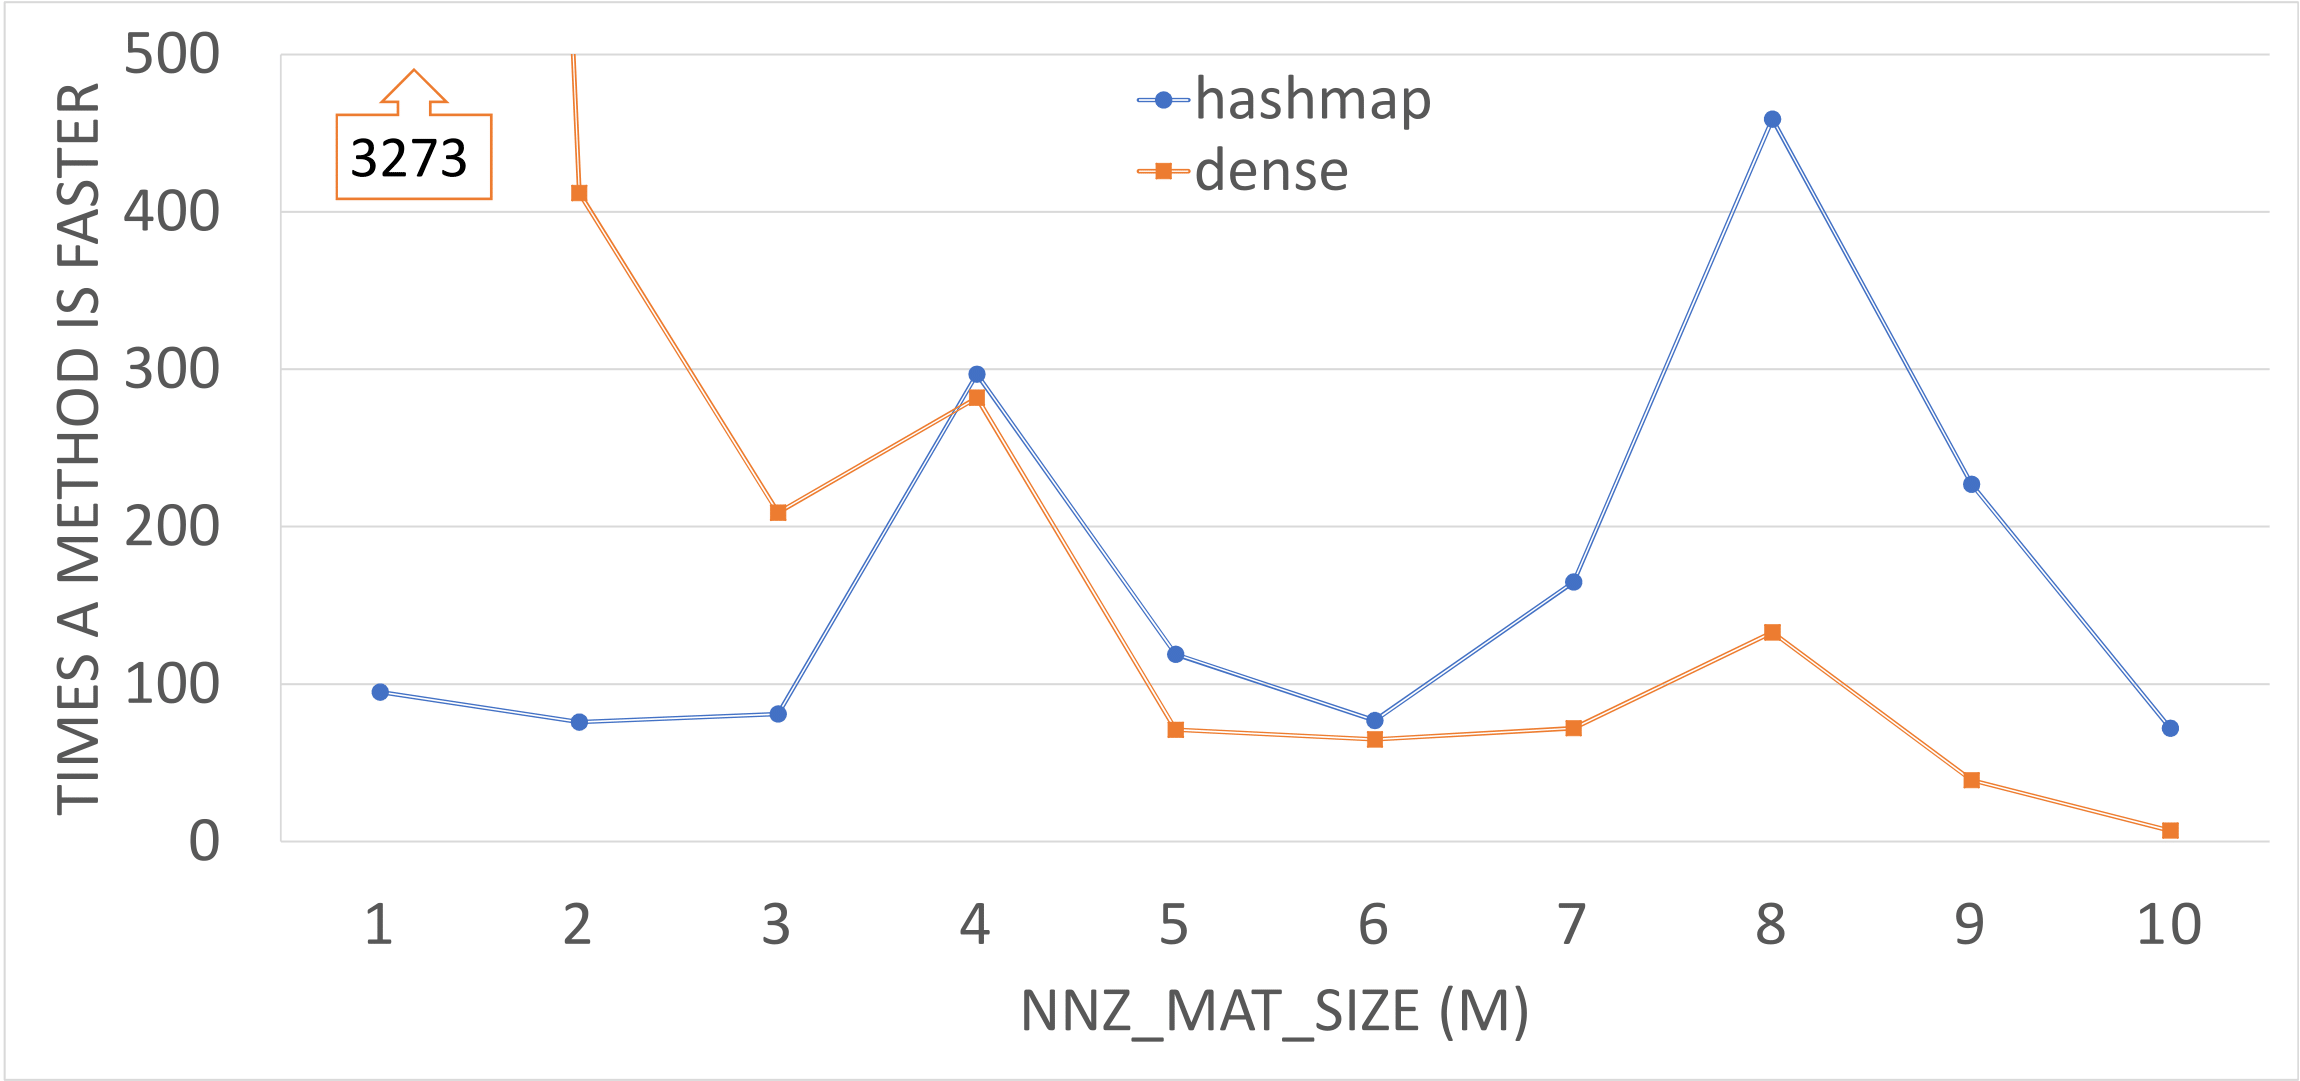 TIMES A METHOD IS FASTER
500
400
300
200
100
0
3273
hashmap
dense
1 2 3 4 5 6 7 8 9 10
NNZ_MAT_SIZE (M)